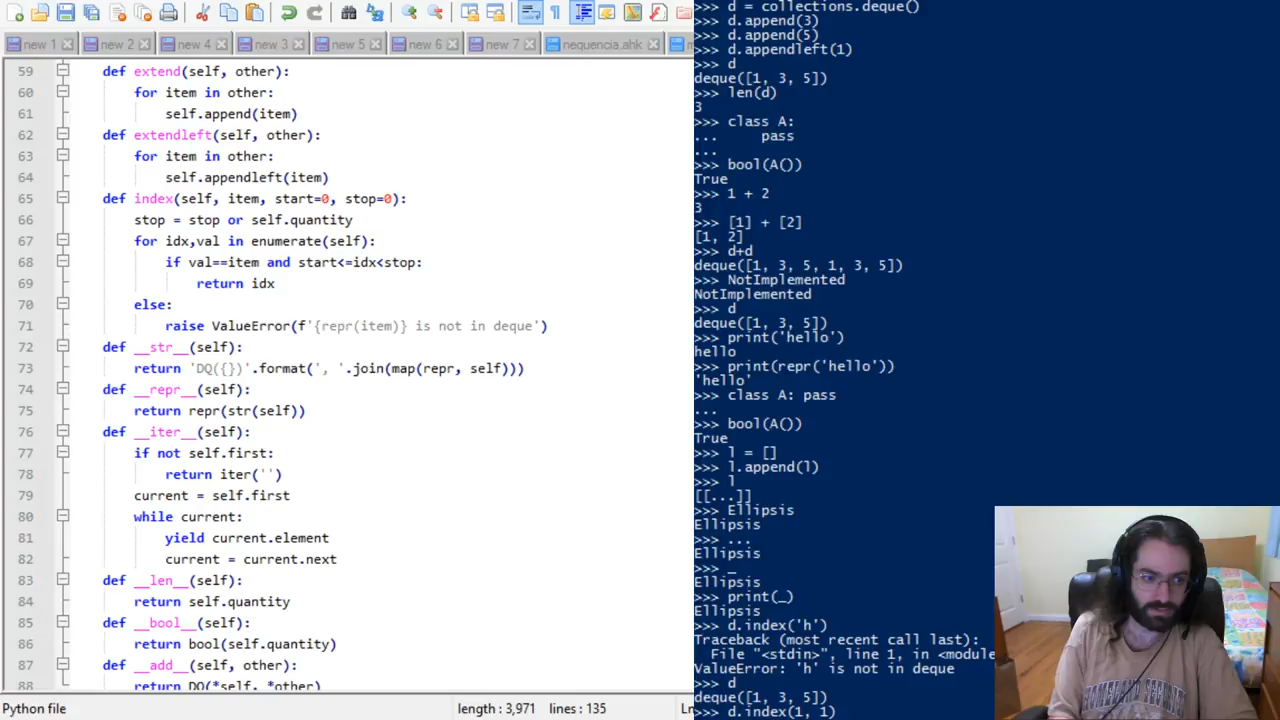 new 1
new 2
new 4
new 3
new 5
new 6
new 7
nequencia.ahk
59 def extend(self, other):
60 for item in other:
61 self.append(item)
62 def extendleft(self, other):
63 for item in other:
64 self.appendleft(item)
65 def index(self, item, start=0, stop=0):
66 stop = stop or self.quantity
67 for idx,val in enumerate(self):
68 if val==item and start<=idx<stop:
69 return idx
70 else:
71 raise ValueError(f'{repr(item)} is not in deque')
72 def __str__(self):
73 return 'DQ({})'.format(', '.join(map(repr, self)))
74 def __repr__(self):
75 return repr(str(self))
76 def __iter__(self):
77 if not self.first:
78 return iter('')
79 current = self.first
80 while current:
81 yield current.element
82 current = current.next
83 def __len__(self):
84 return self.quantity
85 def __bool__(self):
86 return bool(self.quantity)
87 def __add__(self, other):
88 return DQ(*self, *other)
Python file
length : 3,971 lines : 135
Ln
>>> d = collections.deque()
>>> d.append(3)
>>> d.append(5)
>>> d.appendleft(1)
>>> d
deque([1, 3, 5])
>>> len(d)
3
>>> class A:
... pass
...
>>> bool(A())
True
>>> 1 + 2
3
>>> [1] + [2]
[1, 2]
>>> d+d
deque([1, 3, 5, 1, 3, 5])
>>> NotImplemented
NotImplemented
>>> d
deque([1, 3, 5])
>>> print('hello')
hello
>>> print(repr('hello'))
'hello'
>>> class A: pass
...
>>> bool(A())
True
>>> l = []
>>> l.append(l)
>>> l
[[...]]
>>> Ellipsis
Ellipsis
>>> ...
Ellipsis
>>> _
Ellipsis
>>> print(_)
Ellipsis
>>> d.index('h')
Traceback (most recent call last):
File "<stdin>", line 1, in <module
ValueError: 'h' is not in deque
>>> d
deque([1, 3, 5])
>>> d.index(1, 1)